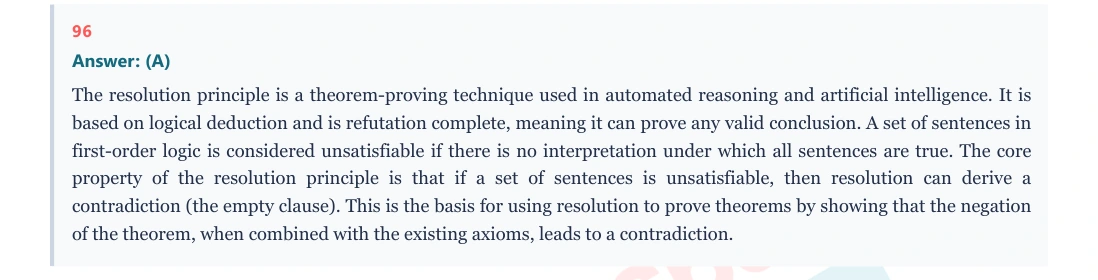 96
Answer: (A)
The resolution principle is a theorem-proving technique used in automated reasoning and artificial intelligence. It is
based on logical deduction and is refutation complete, meaning it can prove any valid conclusion. A set of sentences in
first-order logic is considered unsatisfiable if there is no interpretation under which all sentences are true. The core
property of the resolution principle is that if a set of sentences is unsatisfiable, then resolution can derive a
contradiction (the empty clause). This is the basis for using resolution to prove theorems by showing that the negation
of the theorem, when combined with the existing axioms, leads to a contradiction.